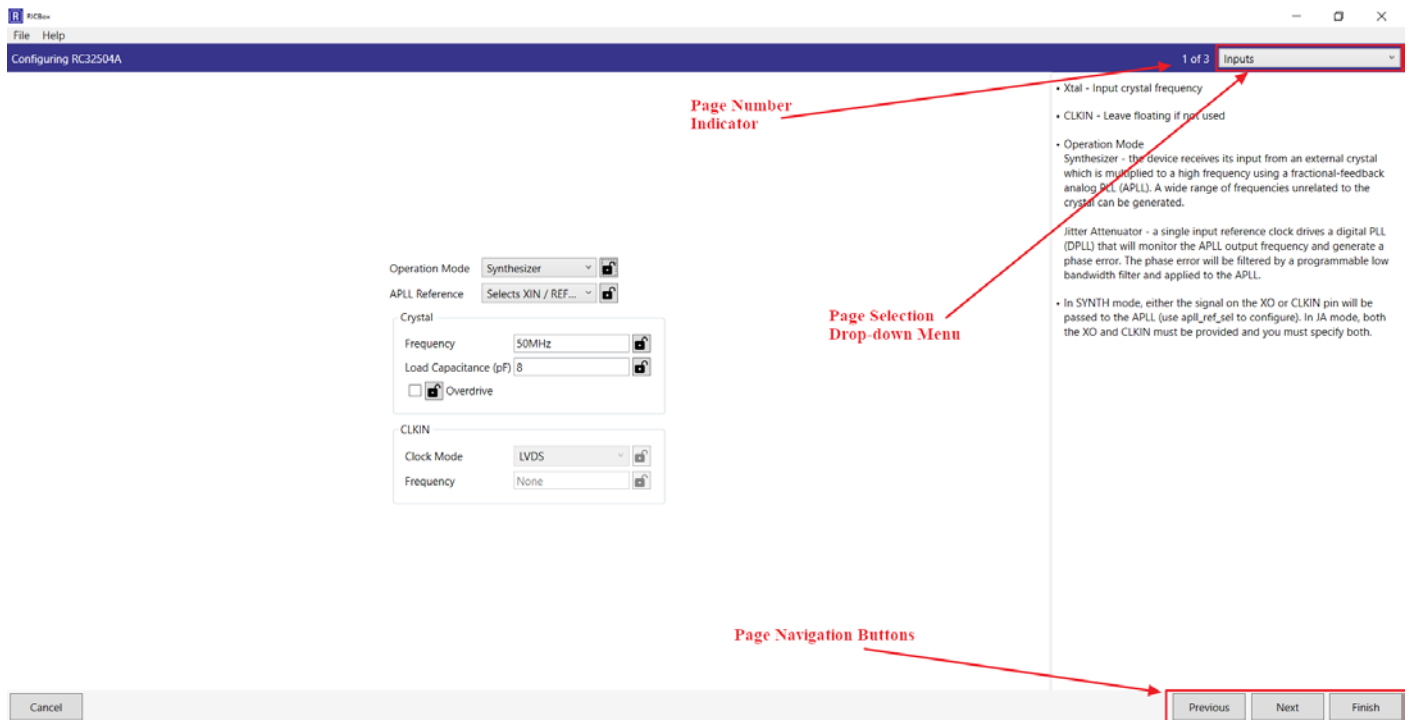 RICBox
File Help
Configuring RC32504A
1 of 3 Inputs
Page Number
Indicator
• Xtal - Input crystal frequency
• CLKIN - Leave floating if not used
• Operation Mode
Synthesizer - the device receives its input from an external crystal
which is multiplied to a high frequency using a fractional-feedback
analog PLL (APLL). A wide range of frequencies unrelated to the
crystal can be generated.
Jitter Attenuator - a single input reference clock drives a digital PLL
(DPLL) that will monitor the APLL output frequency and generate a
phase error. The phase error will be filtered by a programmable low
bandwidth filter and applied to the APLL.
• In SYNTH mode, either the signal on the XO or CLKIN pin will be
passed to the APLL (use apll_ref_sel to configure). In JA mode, both
the XO and CLKIN must be provided and you must specify both.
Operation Mode Synthesizer
APLL Reference Selects XIN / REF...
Crystal
Frequency 50MHz
Load Capacitance (pF) 8
Overdrive
CLKIN
Clock Mode LVDS
Frequency None
Page Selection
Drop-down Menu
Page Navigation Buttons
Cancel Previous Next Finish